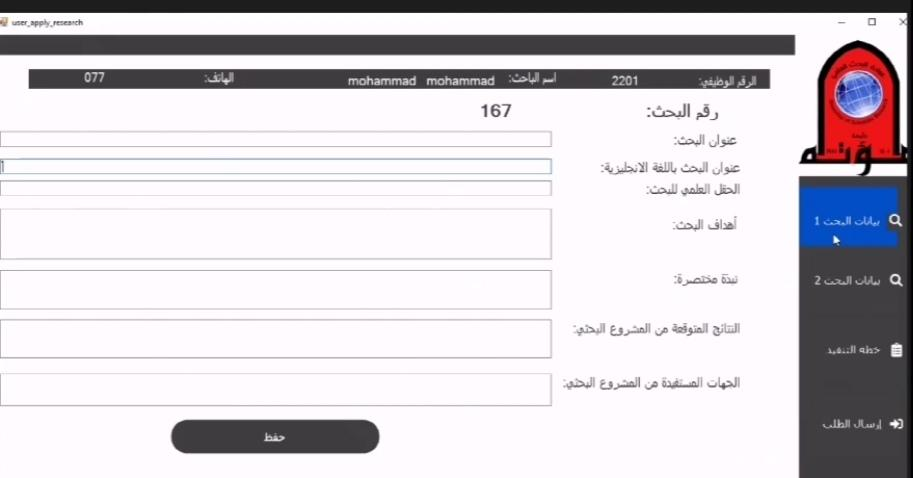 user_apply_research
الرقم الوظيفي: 2201 اسم الباحث: mohammad mohammad الهاتف: 077
رقم البحث: 167
عنوان البحث:
عنوان البحث باللغة الانجليزية:
الحقل العلمي للبحث:
أهداف البحث:
نبذة مختصرة:
النتائج المتوقعة من المشروع البحثي:
الجهات المستفيدة من المشروع البحثي:
حفظ
مؤتة
بيانات البحث 1
بيانات البحث 2
خطه التنفيذ
إرسال الطلب